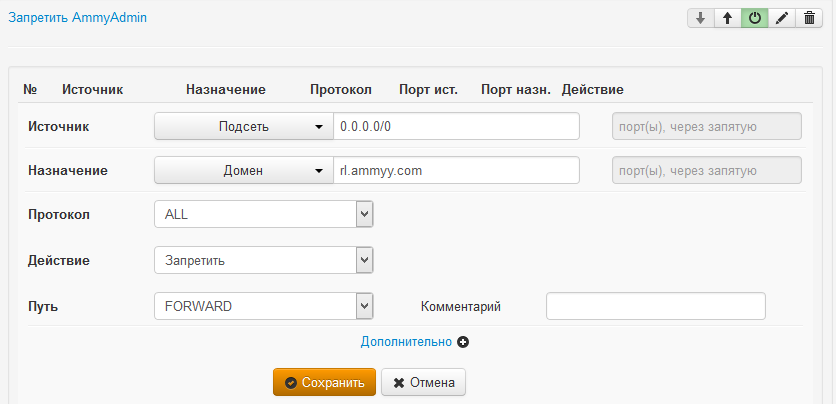 Запретить AmmyAdmin
№ Источник Назначение Протокол Порт ист. Порт назн. Действие
Источник Подсеть 0.0.0.0/0 порт(ы), через запятую
Назначение Домен rl.ammyy.com порт(ы), через запятую
Протокол ALL
Действие Запретить
Путь FORWARD Комментарий
Дополнительно
Сохранить Отмена